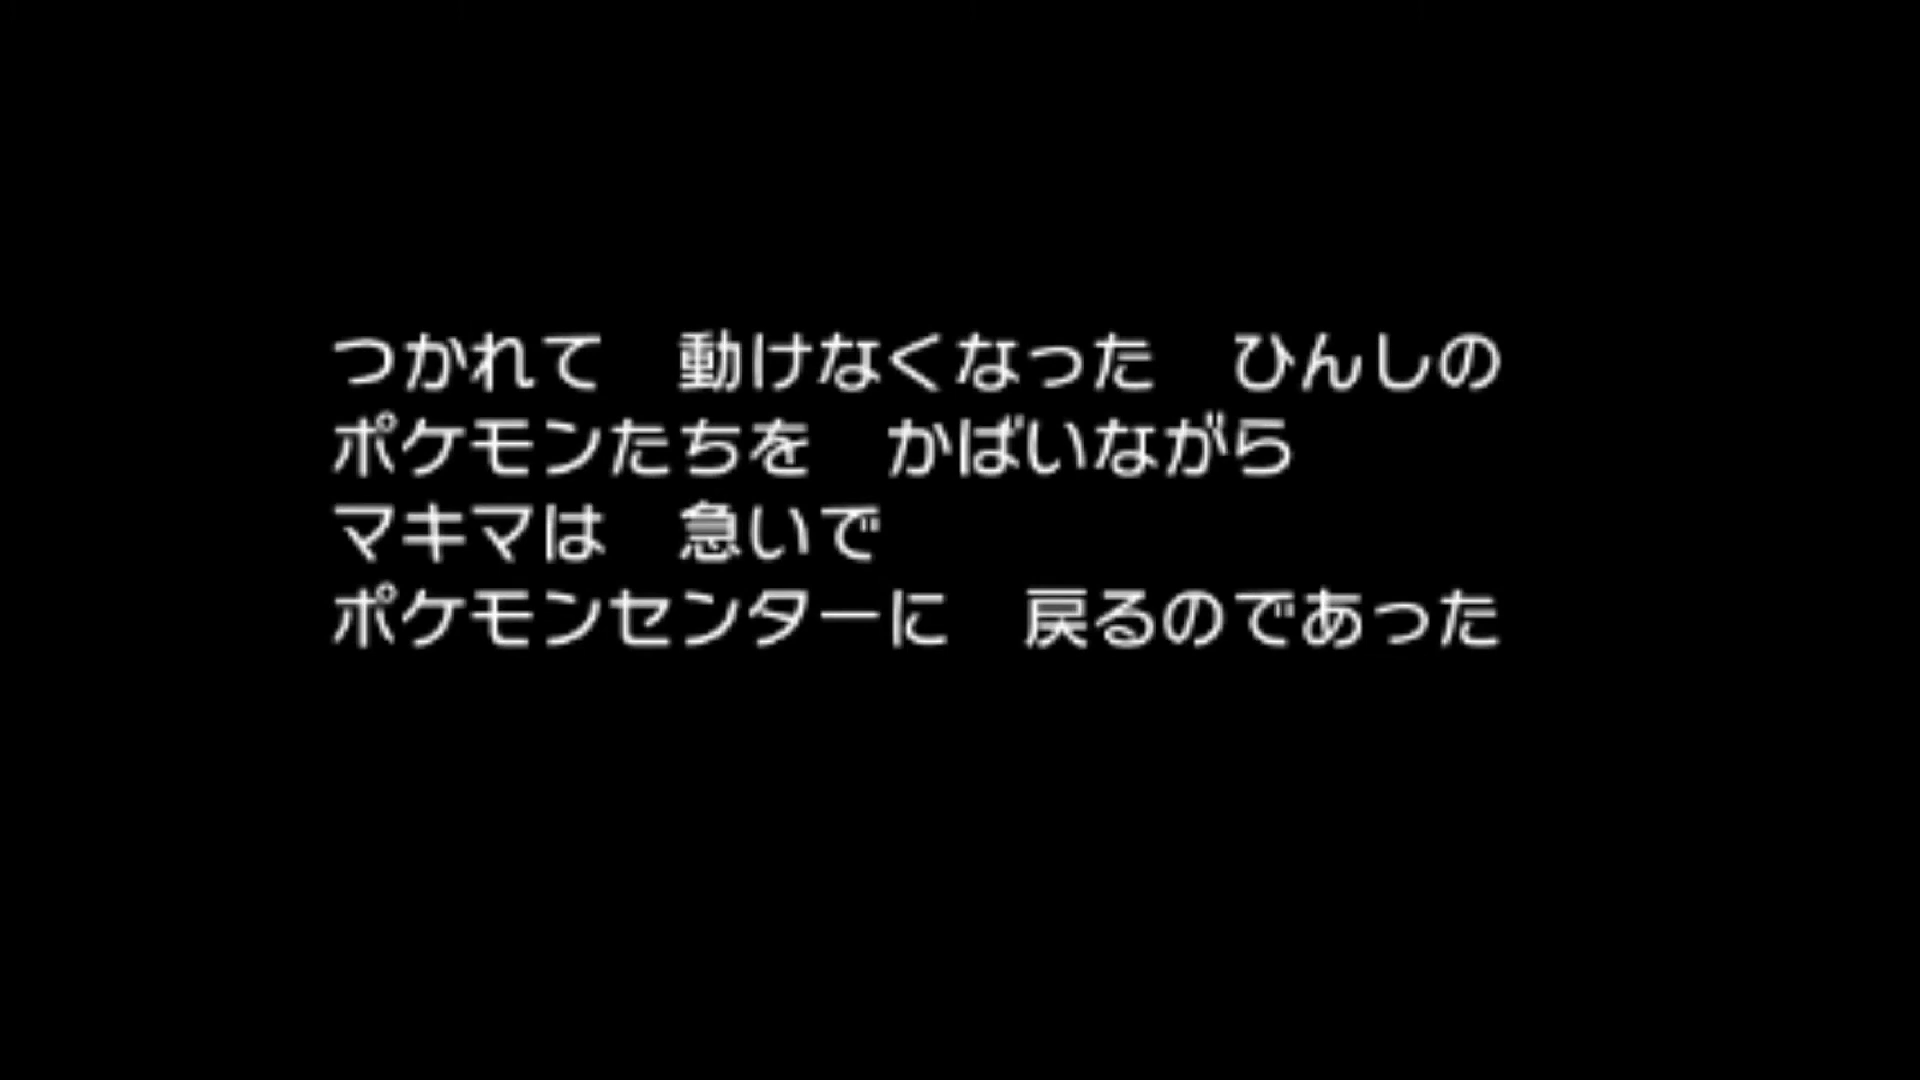 つかれて　動けなくなった　ひんしの
ポケモンたちを　かばいながら
マキマは　急いで
ポケモンセンターに　戻るのであった